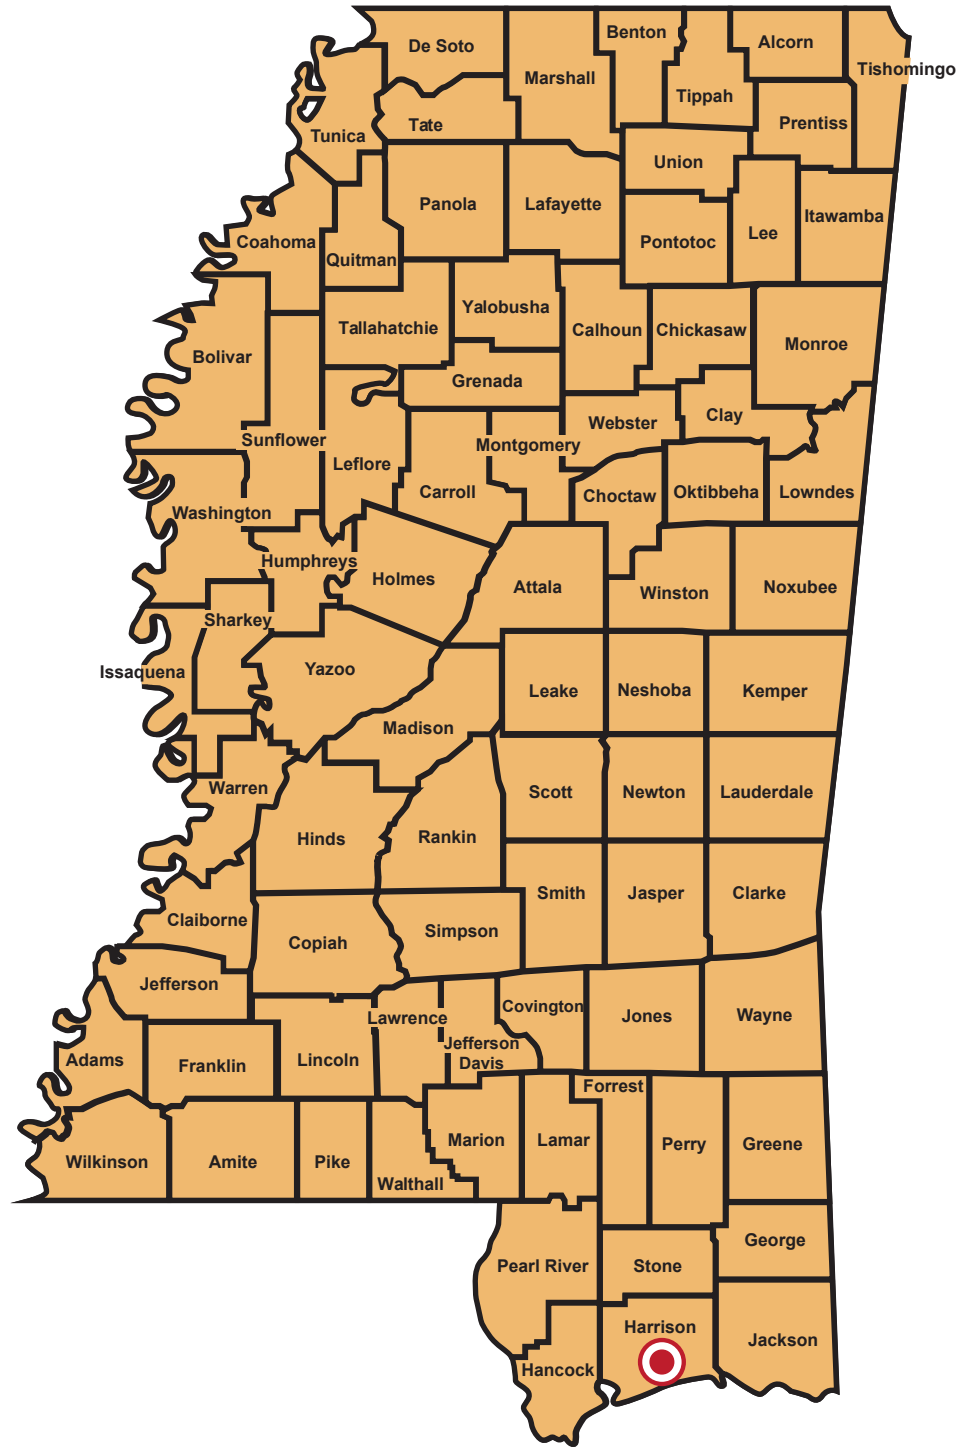 Benton
De Soto
Alcorn
Tishomingo
Marshall
Tippah
Prentiss
Tate
Tunica
Union
Panola
Lafayette
Itawamba
Lee
Coahoma
Pontotoc
Quitman
Yalobusha
Tallahatchie
Calhoun
Chickasaw
Monroe
Bolivar
Grenada
Clay
Webster
Sunflower
Montgomery
Leflore
Carroll
Choctaw
Oktibbeha
Lowndes
Washington
Humphreys
Holmes
Attala
Winston
Noxubee
Sharkey
Issaquena
Yazoo
Leake
Neshoba
Kemper
Madison
Warren
Scott
Newton
Lauderdale
Hinds
Rankin
Smith
Jasper
Clarke
Claiborne
Simpson
Copiah
Jefferson
Covington
Lawrence
Jones
Wayne
Jefferson
Davis
Adams
Franklin
Lincoln
Forrest
Marion
Lamar
Perry
Greene
Wilkinson
Amite
Pike
Walthall
George
Pearl River
Stone
Harrison
Jackson
Hancock